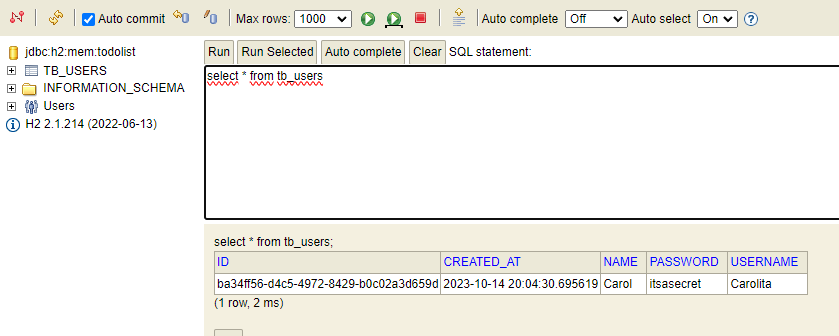 Auto commit Max rows: 1000 Auto complete Off Auto select On
jdbc:h2:mem:todolist
TB_USERS
INFORMATION_SCHEMA
Users
H2 2.1.214 (2022-06-13)
Run Run Selected Auto complete Clear SQL statement:
select * from tb_users
select * from tb_users;
ID CREATED_AT NAME PASSWORD USERNAME
ba34ff56-d4c5-4972-8429-b0c02a3d659d 2023-10-14 20:04:30.695619 Carol itsasecret Carolita
(1 row, 2 ms)